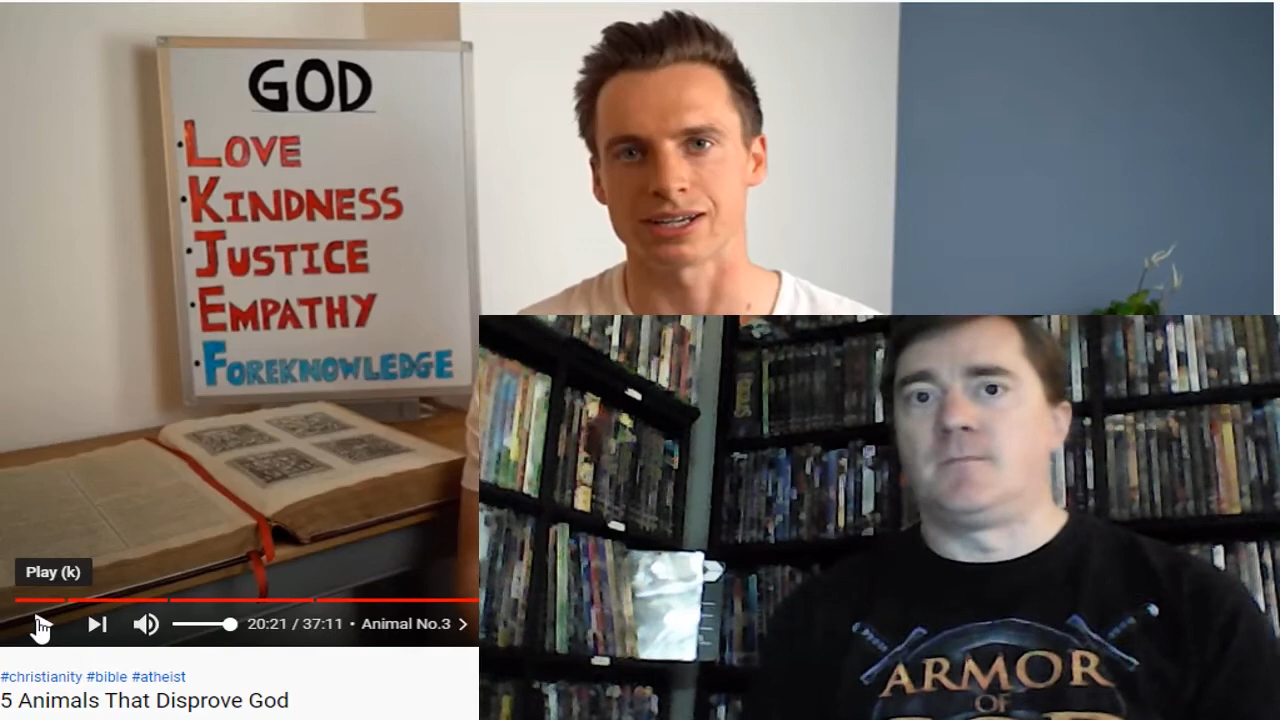 GOD
LOVE
KINDNESS
JUSTICE
EMPATHY
FOREKNOWLEDGE
Play (k)
20:21 / 37:11 • Animal No.3
#christianity #bible #atheist
5 Animals That Disprove God
ARMOR
OF
GOD